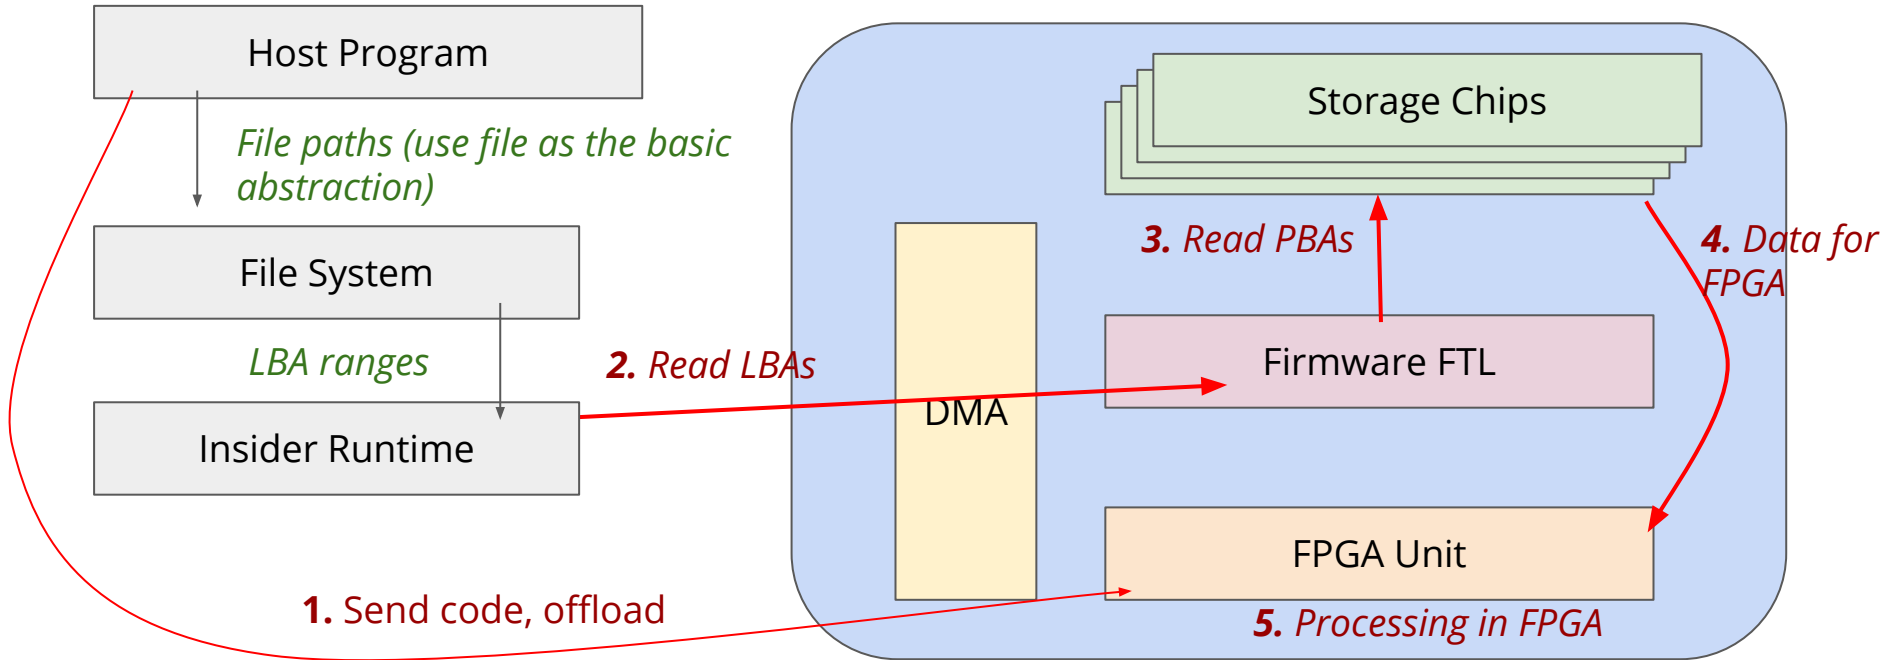 Host Program
Storage Chips
File paths (use file as the basic
abstraction)
3. Read PBAs
4. Data for
FPGA
File System
LBA ranges
2. Read LBAs
Firmware FTL
DMA
Insider Runtime
FPGA Unit
1. Send code, offload
5. Processing in FPGA